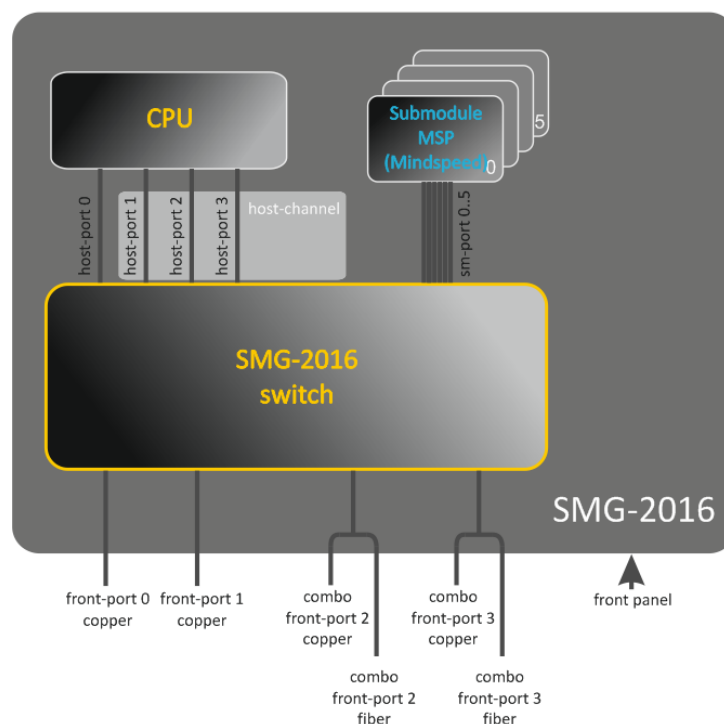 CPU
Submodule
MSP
(Mindspeed)
0
5
host-port 0
host-port 1
host-port 2
host-port 3
host-channel
sm-port 0..5
SMG-2016
switch
SMG-2016
front-port 0
copper
front-port 1
copper
combo
front-port 2
copper
combo
front-port 3
copper
front panel
combo
front-port 2
fiber
combo
front-port 3
fiber